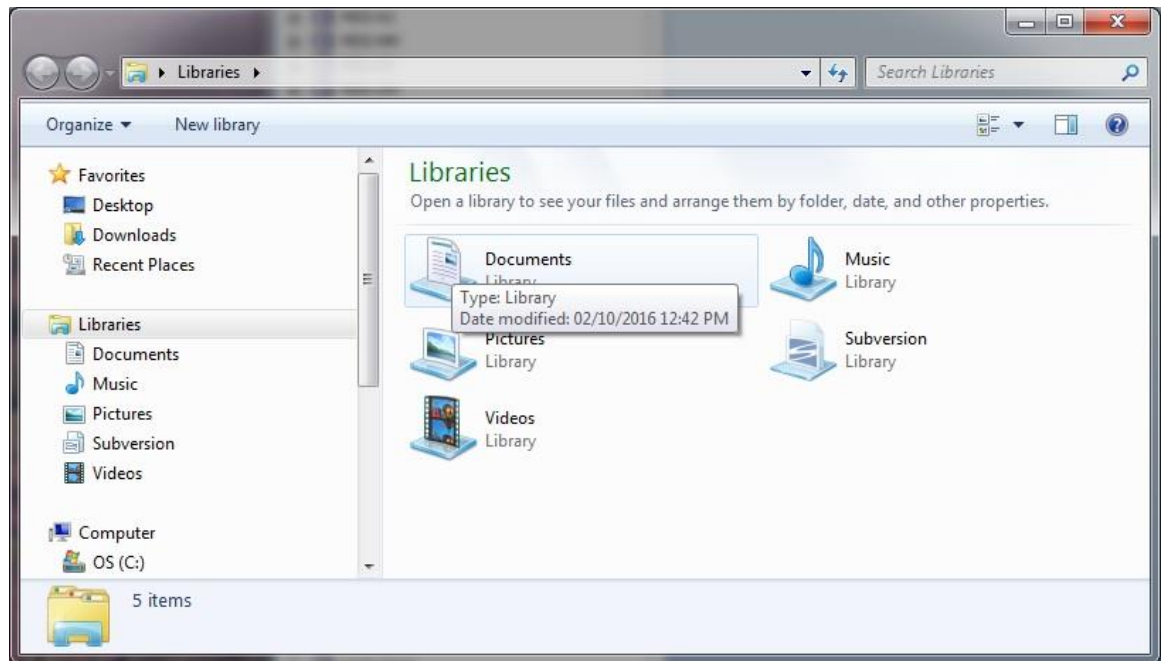 Libraries
Search Libraries
Organize
New library
Favorites
Desktop
Downloads
Recent Places
Libraries
Documents
Music
Pictures
Subversion
Videos
Computer
OS (C:)
Libraries
Open a library to see your files and arrange them by folder, date, and other properties.
Documents
Library
Type: Library
Date modified: 02/10/2016 12:42 PM
Music
Library
Pictures
Library
Subversion
Library
Videos
Library
5 items